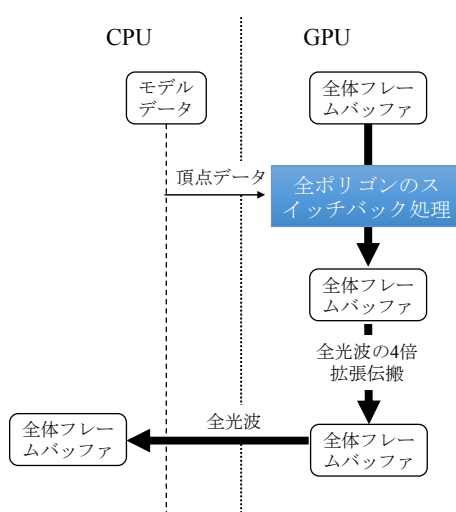 CPU
GPU
モデル
データ
全体フレー
ムバッファ
頂点データ
全ポリゴンのス
イッチバック処理
全体フレー
ムバッファ
全光波の4倍
拡張伝搬
全光波
全体フレー
ムバッファ
全体フレー
ムバッファ